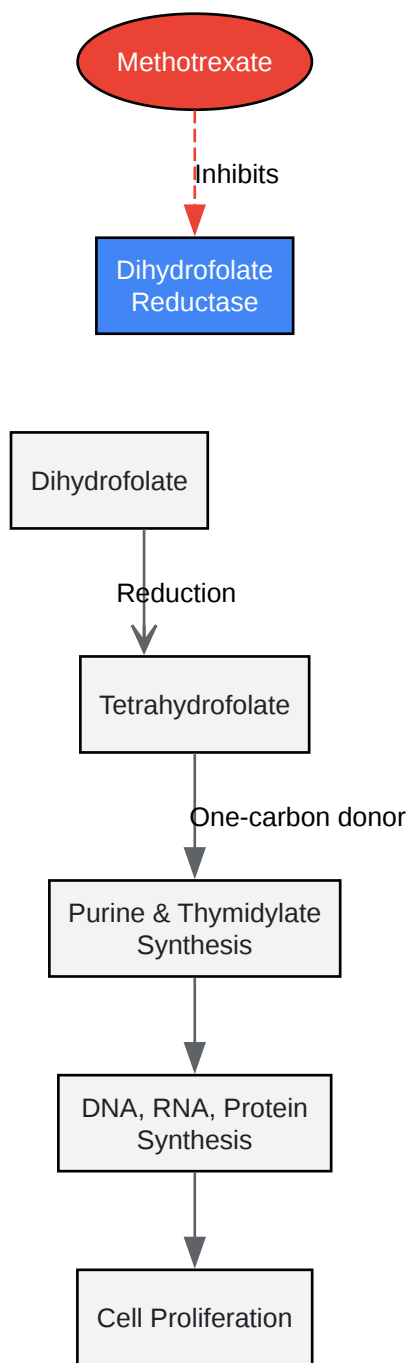 Methotrexate
Inhibits
Dihydrofolate
Reductase
Dihydrofolate
Reduction
Tetrahydrofolate
One-carbon donor
Purine & Thymidylate
Synthesis
DNA, RNA, Protein
Synthesis
Cell Proliferation